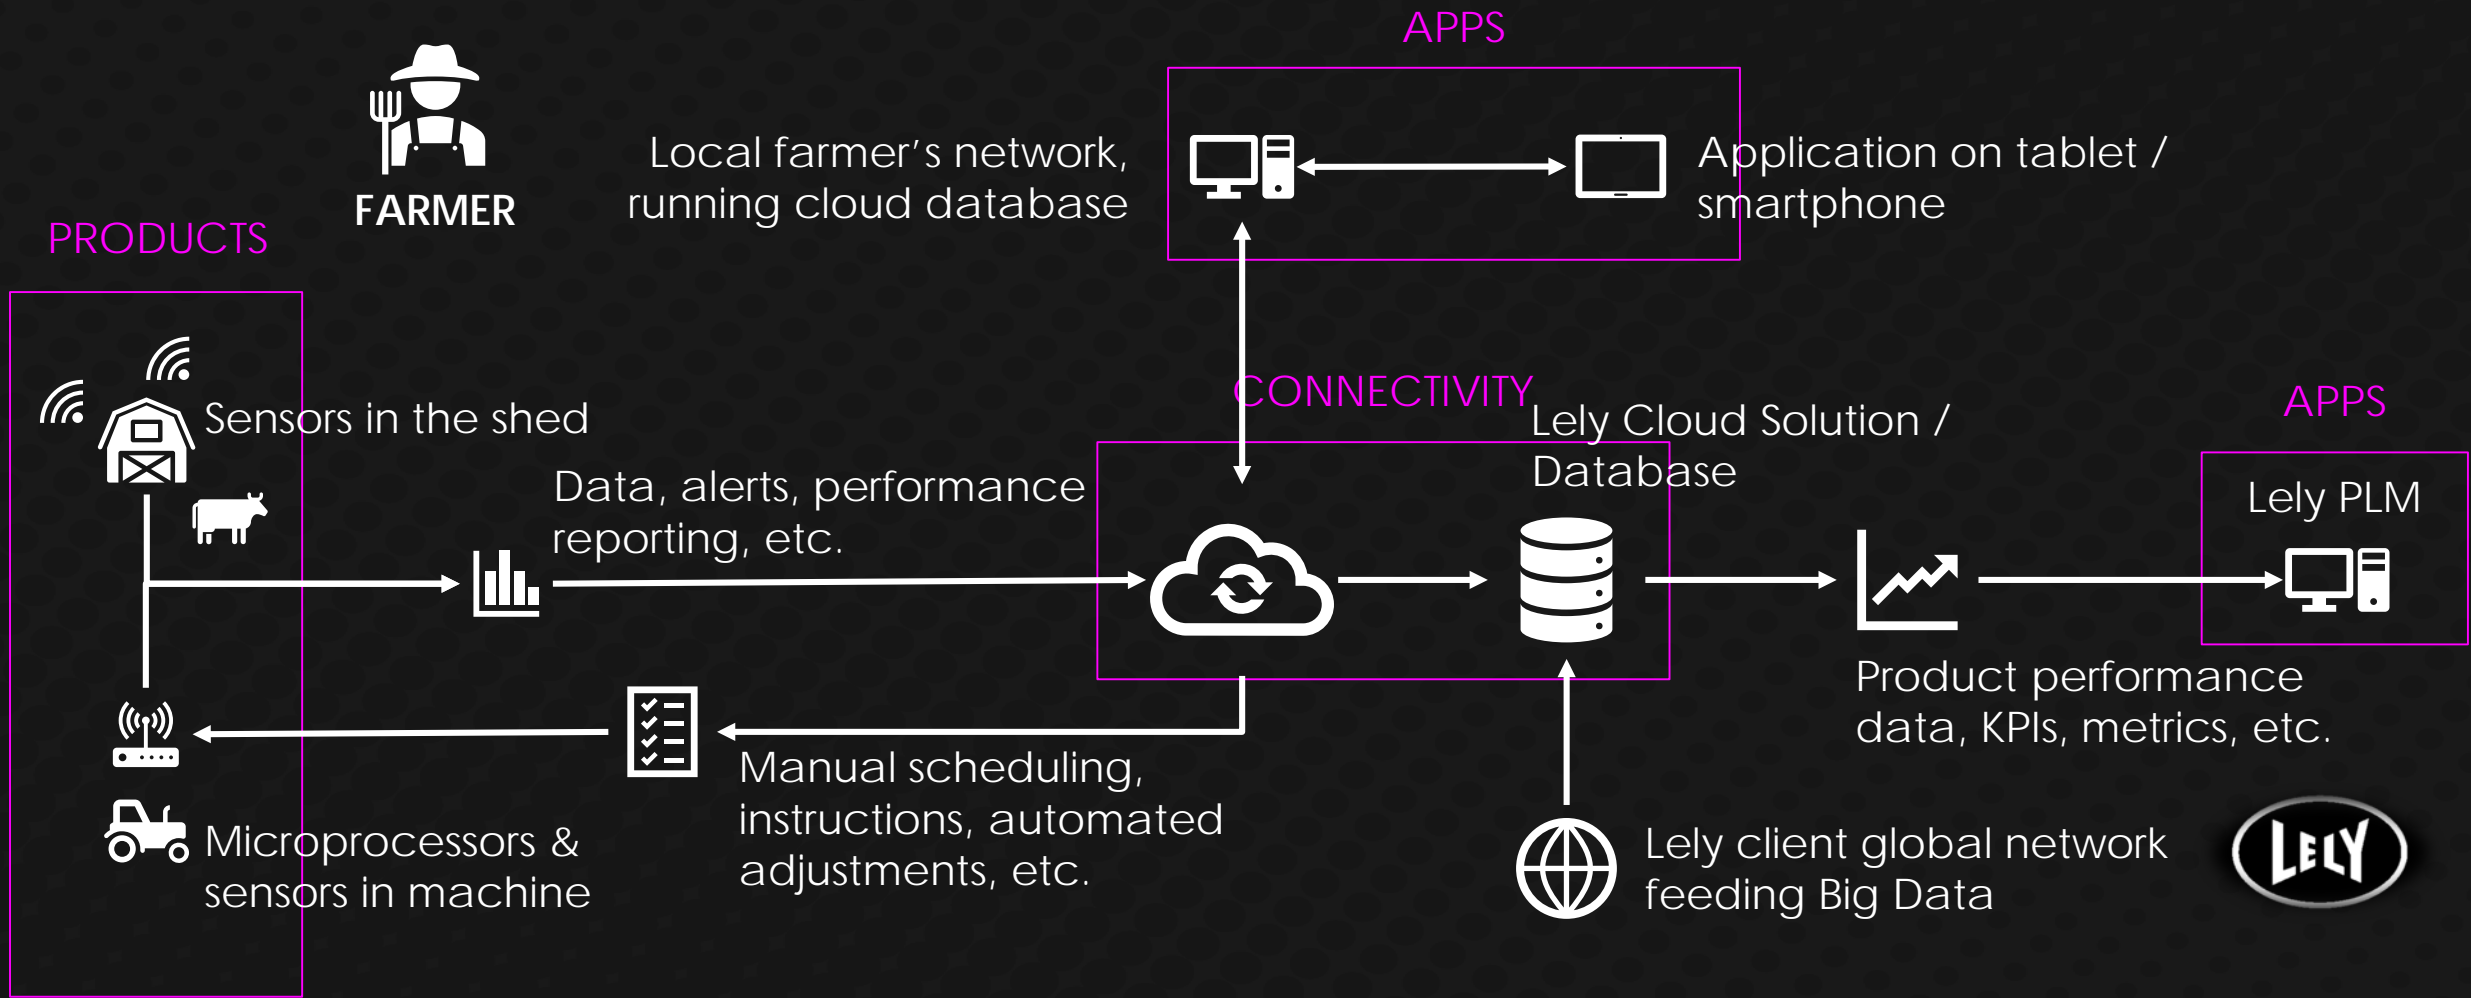 APPS
FARMER
Local farmer's network,
running cloud database
Application on tablet /
smartphone
PRODUCTS
Sensors in the shed
CONNECTIVITY
Lely Cloud Solution /
Database
APPS
Lely PLM
Data, alerts, performance
reporting, etc.
Product performance
data, KPIs, metrics, etc.
Manual scheduling,
instructions, automated
adjustments, etc.
Microprocessors &
sensors in machine
Lely client global network
feeding Big Data
LELY